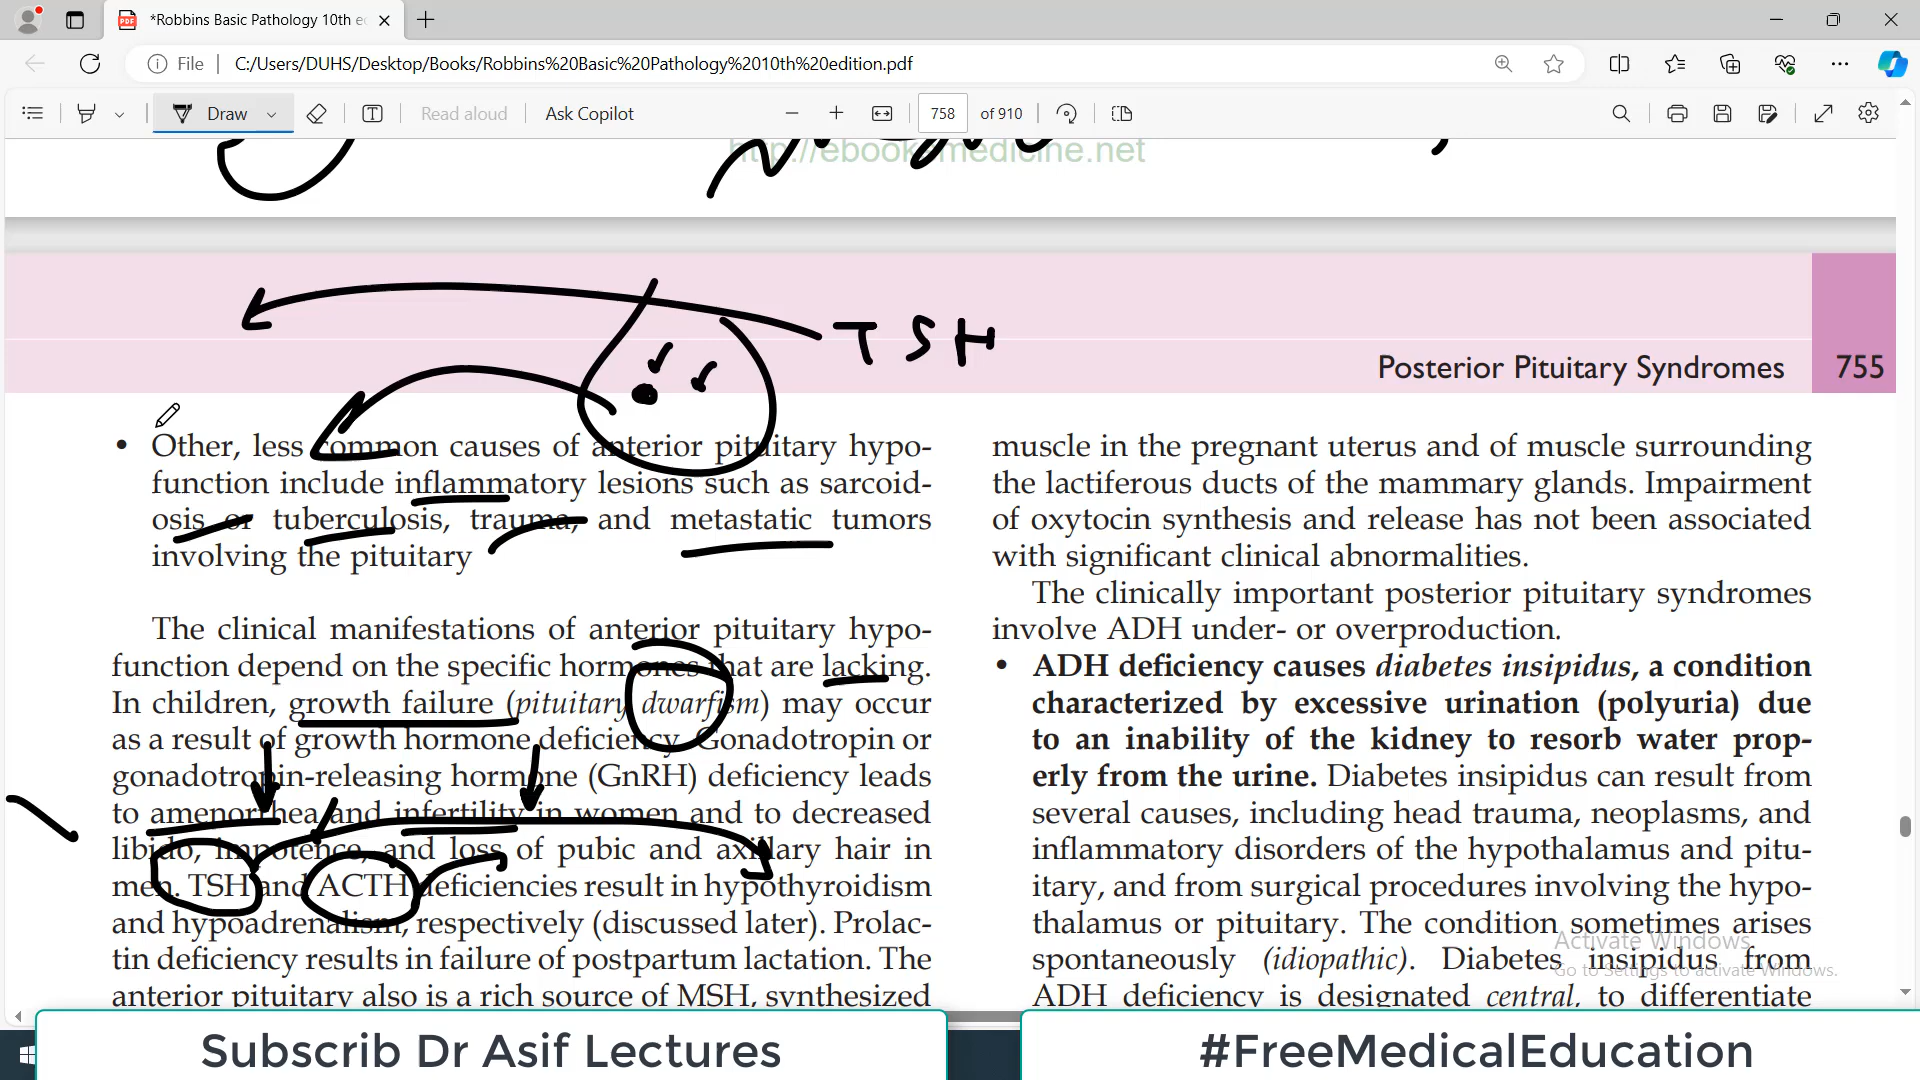 *Robbins Basic Pathology 10th e
File
C:/Users/DUHS/Desktop/Books/Robbins%20Basic%20Pathology%2010th%20edition.pdf
Draw
Read aloud
Ask Copilot
758 of 910
http://ebooksmedicine.net
TSH
Posterior Pituitary Syndromes 755
• Other, less common causes of anterior pituitary hypo-
function include inflammatory lesions such as sarcoid-
osis or tuberculosis, trauma, and metastatic tumors
involving the pituitary
The clinical manifestations of anterior pituitary hypo-
function depend on the specific hormones that are lacking.
In children, growth failure (pituitary dwarfism) may occur
as a result of growth hormone deficiency. Gonadotropin or
gonadotropin-releasing hormone (GnRH) deficiency leads
to amenorrhea and infertility in women and to decreased
libido, impotence, and loss of pubic and axillary hair in
men. TSH and ACTH deficiencies result in hypothyroidism
and hypoadrenalism, respectively (discussed later). Prolac-
tin deficiency results in failure of postpartum lactation. The
anterior pituitary also is a rich source of MSH, synthesized
muscle in the pregnant uterus and of muscle surrounding
the lactiferous ducts of the mammary glands. Impairment
of oxytocin synthesis and release has not been associated
with significant clinical abnormalities.
The clinically important posterior pituitary syndromes
involve ADH under- or overproduction.
• ADH deficiency causes diabetes insipidus, a condition
characterized by excessive urination (polyuria) due
to an inability of the kidney to resorb water prop-
erly from the urine. Diabetes insipidus can result from
several causes, including head trauma, neoplasms, and
inflammatory disorders of the hypothalamus and pitu-
itary, and from surgical procedures involving the hypo-
thalamus or pituitary. The condition sometimes arises
spontaneously (idiopathic). Diabetes insipidus from
ADH deficiency is designated central, to differentiate
Activate Windows
Go to Settings to activate Windows.
Subscrib Dr Asif Lectures
#FreeMedicalEducation